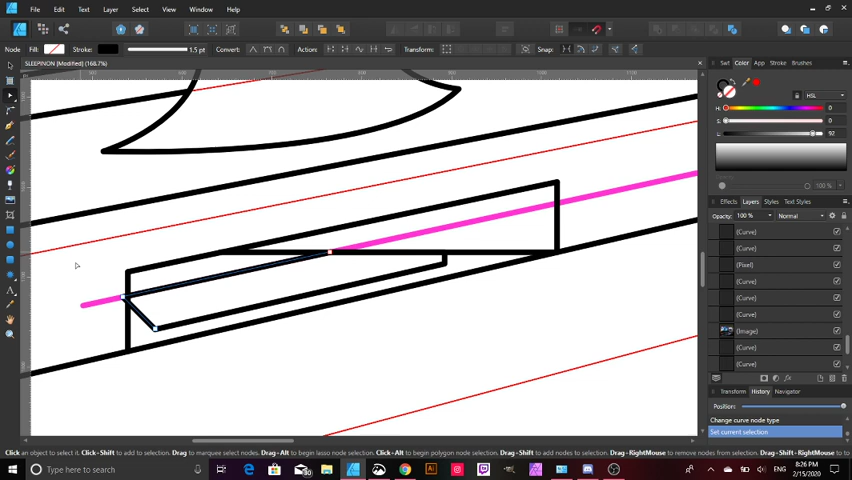 File Edit Text Layer Select View Window Help
Node Fill: Stroke: 1.5 pt Convert: Action: Transform: Snap:
SLEEPINON [Modified] (168.7%)
Color Stroke Brushes
HSL
H: 0
S: 0
L: 92
100 %
Effects Layers Styles Text Styles
Opacity: 100 % Normal
(Curve)
(Curve)
(Pixel)
(Curve)
(Curve)
(Curve)
(Image)
(Curve)
(Curve)
Transform History Navigator
Position:
Change curve node type
Set current selection
Click an object to select it. Click+Shift to add to selection. Drag to marquee select nodes. Drag+Alt to begin lasso node selection. Click+Alt to begin polygon node selection. Drag+Shift to add nodes to selection. Drag+RightMouse to remove nodes from selection. Drag+Shift+RightMou
Type here to search
ENG
8:26 PM
2/15/2020